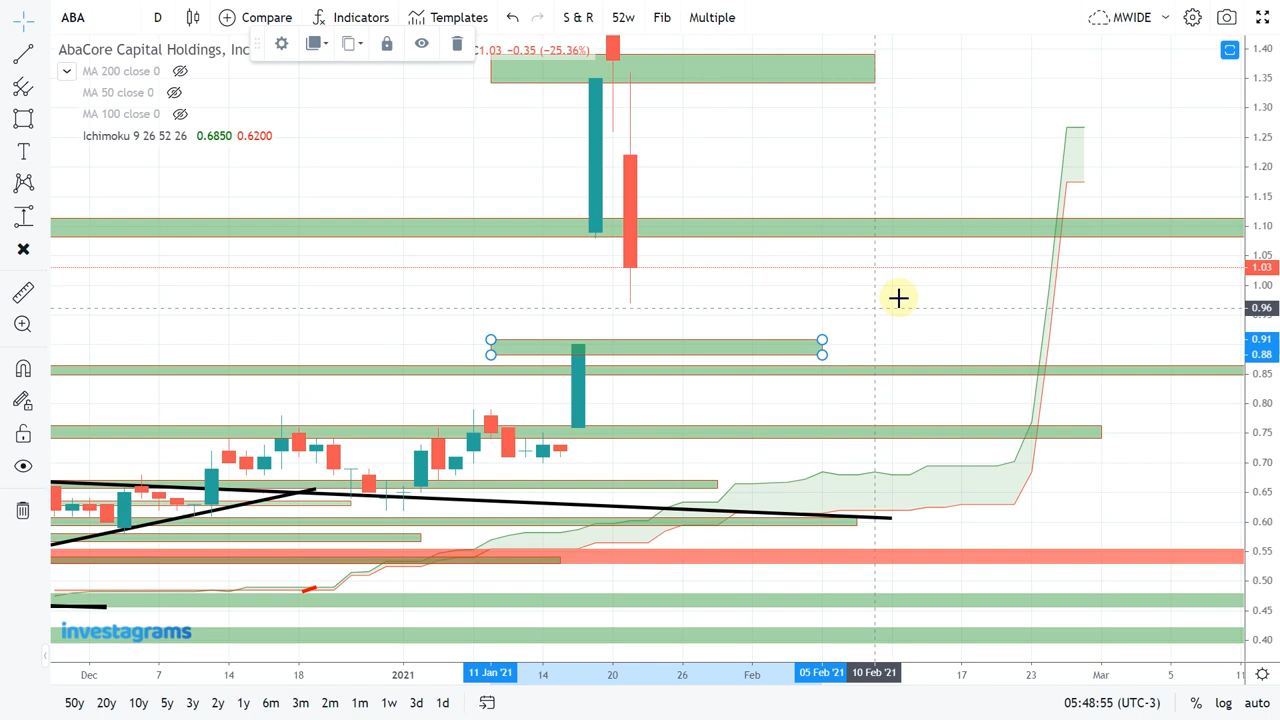 ABA D Compare Indicators Templates S & R 52w Fib Multiple MWIDE
AbaCore Capital Holdings, Inc C1.03 −0.35 (−25.36%)
MA 200 close 0
MA 50 close 0
MA 100 close 0
Ichimoku 9 26 52 26 0.6850 0.6200
1.40
1.35
1.30
1.25
1.20
1.15
1.10
1.05
1.03
1.00
0.96
0.91
0.88
0.85
0.80
0.75
0.70
0.65
0.60
0.55
0.50
0.45
0.40
investagrams
Dec 7 14 18 2021 11 Jan '21 14 20 26 Feb 05 Feb '21 10 Feb '21 17 23 Mar 5 11
50y 20y 10y 5y 3y 2y 1y 6m 3m 2m 1m 1w 3d 1d 05:48:55 (UTC-3) % log auto